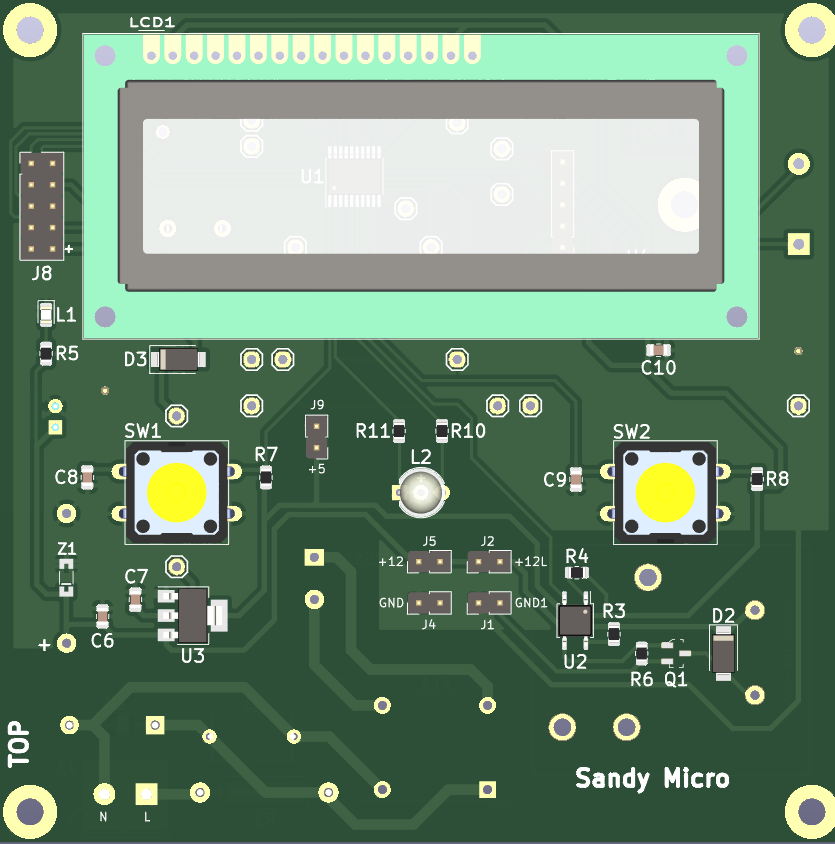 LCD1
U1
J8
+
L1
R5
D3
C10
J9
+5
SW1
R11
R10
L2
SW2
C8
R7
C9
R8
Z1
J5
J2
+12
+12L
GND
GND1
J4
J1
C7
C6
U3
+
R4
R3
U2
R6
Q1
D2
TOP
Sandy Micro
N
L